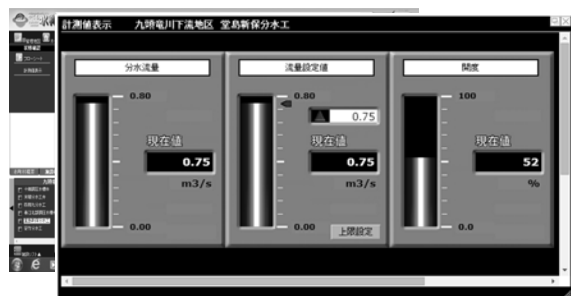 計測値表示 九頭竜川下流地区 堂島新保分水工
分水流量
流量設定値
開度
0.80
0.80
100
0.75
現在値
現在値
現在値
0.75
0.75
52
m3/s
m3/s
%
0.00
0.00
上限設定
0.0